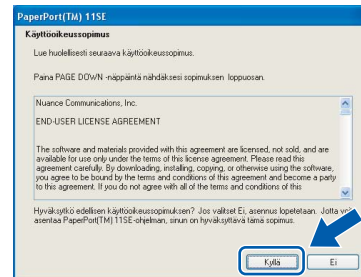 PaperPort(TM) 11SE
Käyttöoikeussopimus
Lue huolellisesti seuraava käyttöoikeussopimus.
Paina PAGE DOWN -näppäintä nähdäksesi sopimuksen loppuosan.
Nuance Communications, Inc.
END-USER LICENSE AGREEMENT
The software and materials provided with this agreement are licensed, not sold, and are
available for use only under the terms of this license agreement. Please read this
agreement carefully. By downloading, installing, copying, or otherwise using the software,
you agree to be bound by the terms and conditions of this agreement and become a party
to this agreement. If you do not agree with all of the terms and conditions of this
Hyväksytkö edellisen käyttöoikeussopimuksen? Jos valitset Ei, asennus lopetetaan. Jotta
asentaa PaperPort(TM) 11SE-ohjelman, sinun on hyväksyttävä tämä sopimus.
Kyllä
Ei